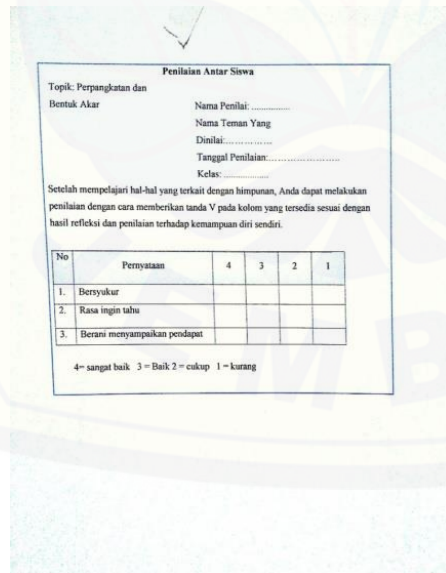 Penilaian Antar Siswa
Topik: Perpangkatan dan
Bentuk Akar
Nama Penilai: ................
Nama Teman Yang
Dinilai:................
Tanggal Penilaian:........................
Kelas: ...................
Setelah mempelajari hal-hal yang terkait dengan himpunan, Anda dapat melakukan
penilaian dengan cara memberikan tanda V pada kolom yang tersedia sesuai dengan
hasil refleksi dan penilaian terhadap kemampuan diri sendiri.
No Pernyataan 4 3 2 1
1. Bersyukur
2. Rasa ingin tahu
3. Berani menyampaikan pendapat
4= sangat baik 3 = Baik 2 = cukup 1 = kurang